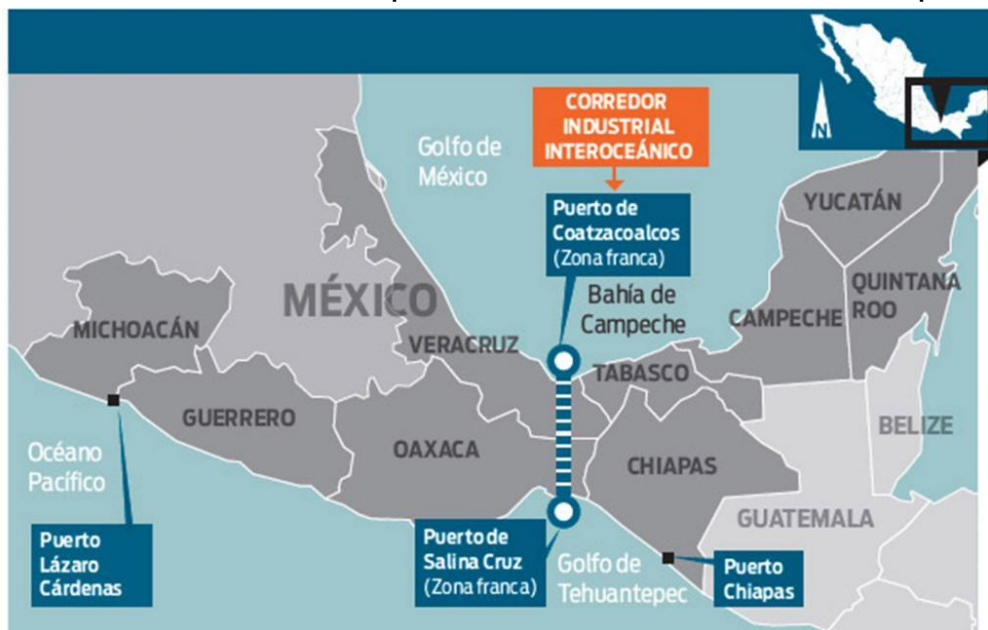 CORREDOR
INDUSTRIAL
INTEROCEÁNICO
N
Golfo de
México
Puerto de
Coatzacoalcos
(Zona franca)
YUCATÁN
QUINTANA
ROO
Bahía de
Campeche
CAMPECHE
MÉXICO
MICHOACÁN
VERACRUZ
TABASCO
GUERRERO
OAXACA
CHIAPAS
BELIZE
Océano
Pacífico
GUATEMALA
Puerto
Lázaro
Cárdenas
Puerto de
Salina Cruz
(Zona franca)
Golfo de
Tehuantepec
Puerto
Chiapas